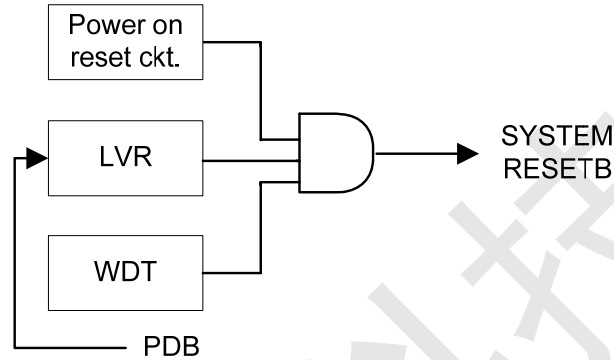 Power on
reset ckt.
LVR
WDT
PDB
SYSTEM
RESETB